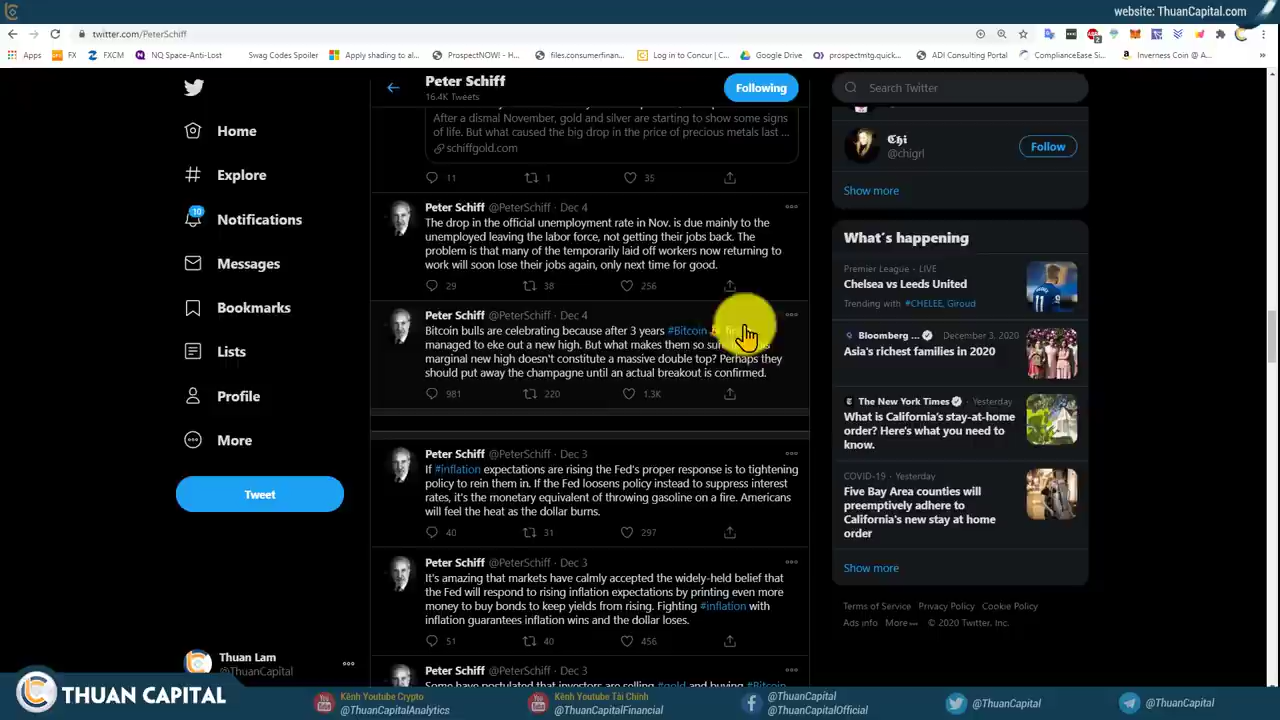 website: ThuanCapital.com
twitter.com/PeterSchiff
Apps
FX
FXCM
NQ Space-Anti-Lost
Swag Codes Spoiler
Applying shading to al...
ProspectNOW! - H...
files.consumerfinan...
Log in to Concur | C...
Google Drive
prospectmtg.quickb...
ADI Consulting Portal
ComplianceEase Si...
Inverness Coin @ A...
Peter Schiff
16.4K Tweets
Following
Search Twitter
Home
Explore
10
Notifications
Messages
Bookmarks
Lists
Profile
More
Tweet
Thuan Lam
@ThuanCapital
After a dismal November, gold and silver are starting to show some signs
of life. But what caused the big drop in the price of precious metals last ...
schiffgold.com
11 1 35
Peter Schiff @PeterSchiff · Dec 4
The drop in the official unemployment rate in Nov. is due mainly to the
unemployed leaving the labor force, not getting their jobs back. The
problem is that many of the temporarily laid off workers now returning to
work will soon lose their jobs again, only next time for good.
29 38 256
Peter Schiff @PeterSchiff · Dec 4
Bitcoin bulls are celebrating because after 3 years #Bitcoin
managed to eke out a new high. But what makes them so
marginal new high doesn't constitute a massive double top? Perhaps they
should put away the champagne until an actual breakout is confirmed.
981 220 1.3K
Peter Schiff @PeterSchiff · Dec 3
If #inflation expectations are rising the Fed's proper response is to tightening
policy to rein them in. If the Fed loosens policy instead to suppress interest
rates, it's the monetary equivalent of throwing gasoline on a fire. Americans
will feel the heat as the dollar burns.
40 31 297
Peter Schiff @PeterSchiff · Dec 3
It's amazing that markets have calmly accepted the widely-held belief that
the Fed will respond to rising inflation expectations by printing even more
money to buy bonds to keep yields from rising. Fighting #inflation with
inflation guarantees inflation wins and the dollar loses.
51 40 456
Peter Schiff @PeterSchiff · Dec 3
Some have postulated that investors are selling #gold and buying #Bitcoin
Chi
@chigrl
Follow
Show more
What's happening
Premier League · LIVE
Chelsea vs Leeds United
Trending with #CHELEE, Giroud
Bloomberg ... December 3, 2020
Asia's richest families in 2020
The New York Times · Yesterday
What is California's stay-at-home
order? Here's what you need to
know.
COVID-19 · Yesterday
Five Bay Area counties will
preemptively adhere to
California's new stay at home
order
Show more
Terms of Service Privacy Policy Cookie Policy
Ads info More © 2020 Twitter, Inc.
THUAN CAPITAL
Kênh Youtube Crypto
@ThuanCapitalAnalytics
Kênh Youtube Tài Chính
@ThuanCapitalFinancial
@ThuanCapital
@ThuanCapitalOfficial
@ThuanCapital
@ThuanCapital